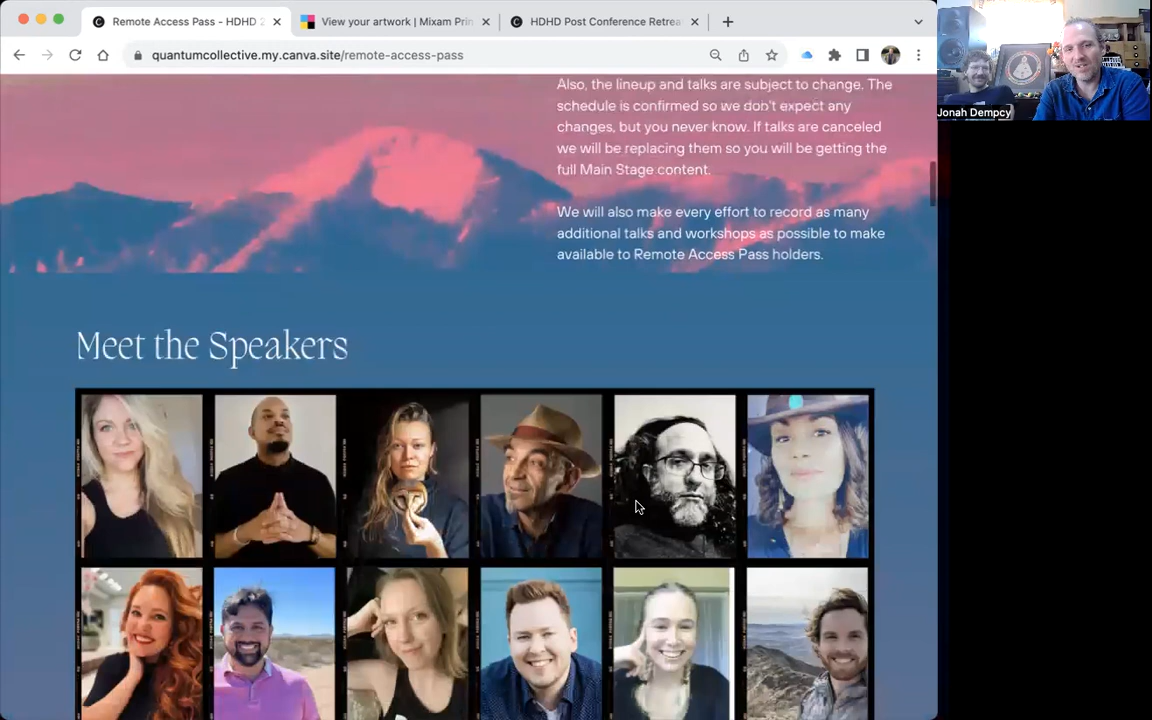 Remote Access Pass - HDHD 2
View your artwork | Mixam Prin
HDHD Post Conference Retrea
quantumcollective.my.canva.site/remote-access-pass
Jonah Dempcy
Also, the lineup and talks are subject to change. The
schedule is confirmed so we don't expect any
changes, but you never know. If talks are canceled
we will be replacing them so you will be getting the
full Main Stage content.
We will also make every effort to record as many
additional talks and workshops as possible to make
available to Remote Access Pass holders.
Meet the Speakers